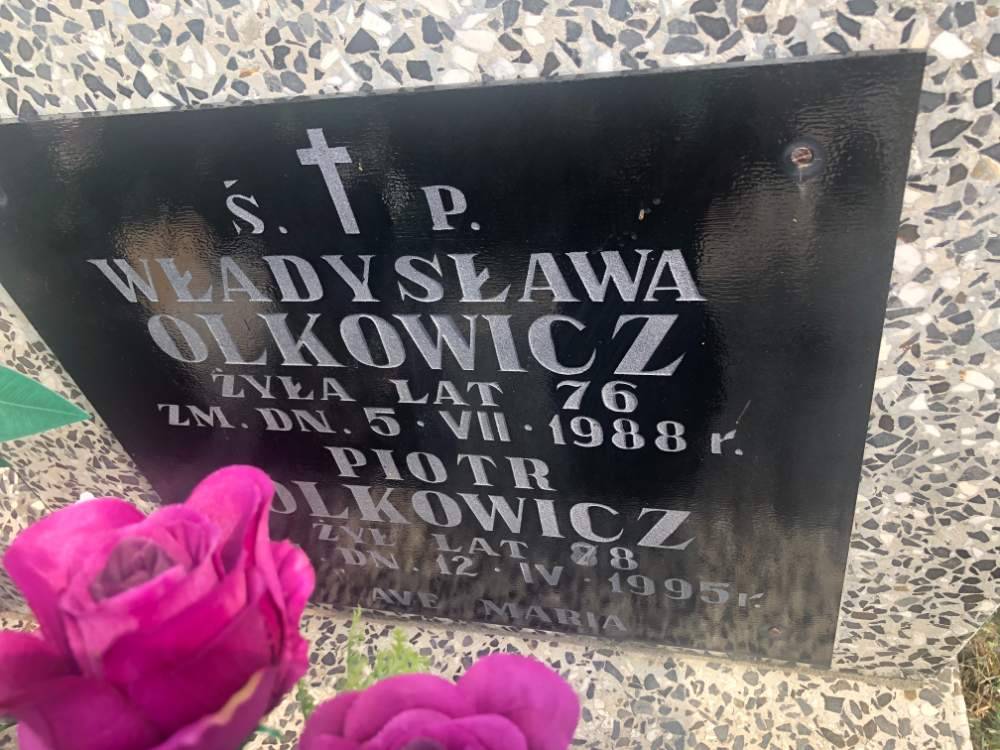 Ś. P.
WŁADYSŁAWA
OLKOWICZ
ŻYŁA LAT 76
ZM. DN. 5 · VII · 1988 r.
PIOTR
OLKOWICZ
ŻYŁ LAT 88
DN. 12 · IV · 1995 r.
AVE MARIA